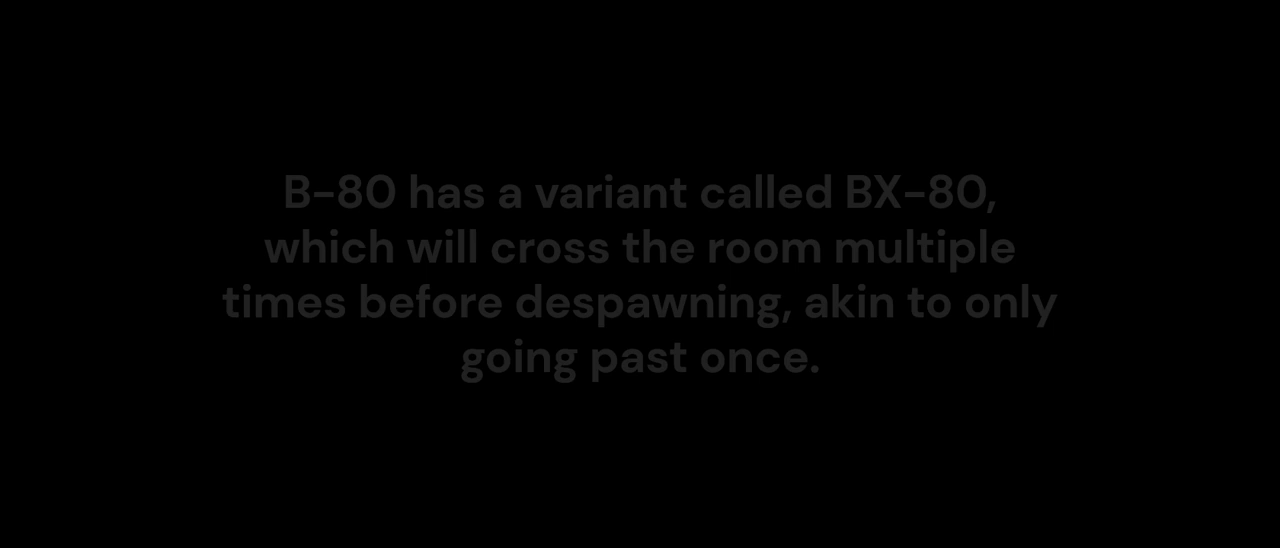 B-80 has a variant called BX-80,
which will cross the room multiple
times before despawning, akin to only
going past once.